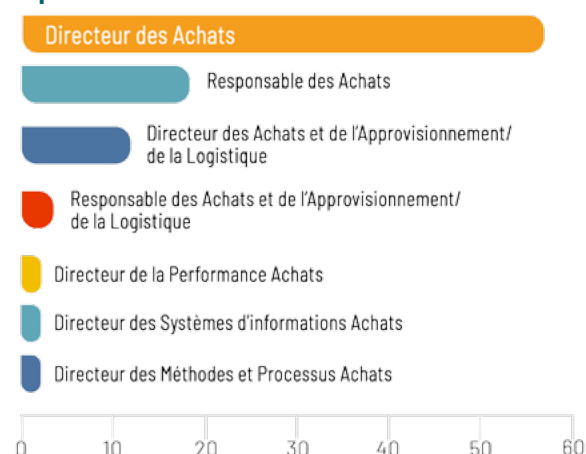 Directeur des Achats
Responsable des Achats
Directeur des Achats et de l'Approvisionnement/
de la Logistique
Responsable des Achats et de l'Approvisionnement/
de la Logistique
Directeur de la Performance Achats
Directeur des Systèmes d'informations Achats
Directeur des Méthodes et Processus Achats
0 10 20 30 40 50 60